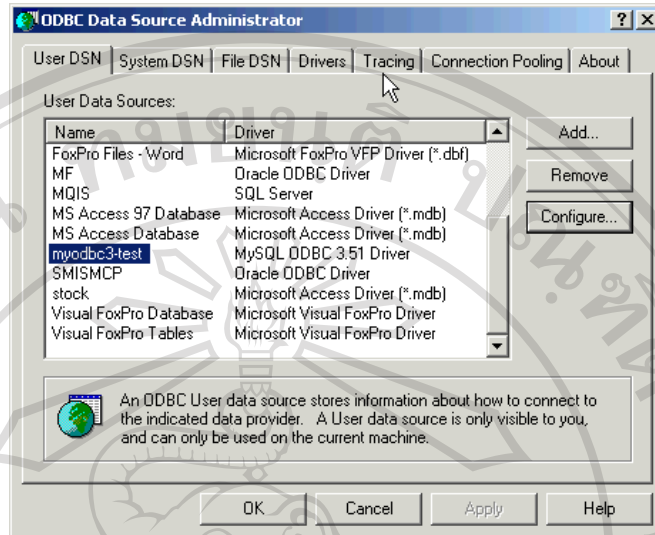 ODBC Data Source Administrator
User DSN System DSN File DSN Drivers Tracing Connection Pooling About
User Data Sources:
Name Driver
FoxPro Files - Word Microsoft FoxPro VFP Driver (*.dbf)
MF Oracle ODBC Driver
MQIS SQL Server
MS Access 97 Database Microsoft Access Driver (*.mdb)
MS Access Database Microsoft Access Driver (*.mdb)
myodbc3-test MySQL ODBC 3.51 Driver
SMISMCP Oracle ODBC Driver
stock Microsoft Access Driver (*.mdb)
Visual FoxPro Database Microsoft Visual FoxPro Driver
Visual FoxPro Tables Microsoft Visual FoxPro Driver
Add...
Remove
Configure...
An ODBC User data source stores information about how to connect to
the indicated data provider. A User data source is only visible to you,
and can only be used on the current machine.
OK Cancel Apply Help